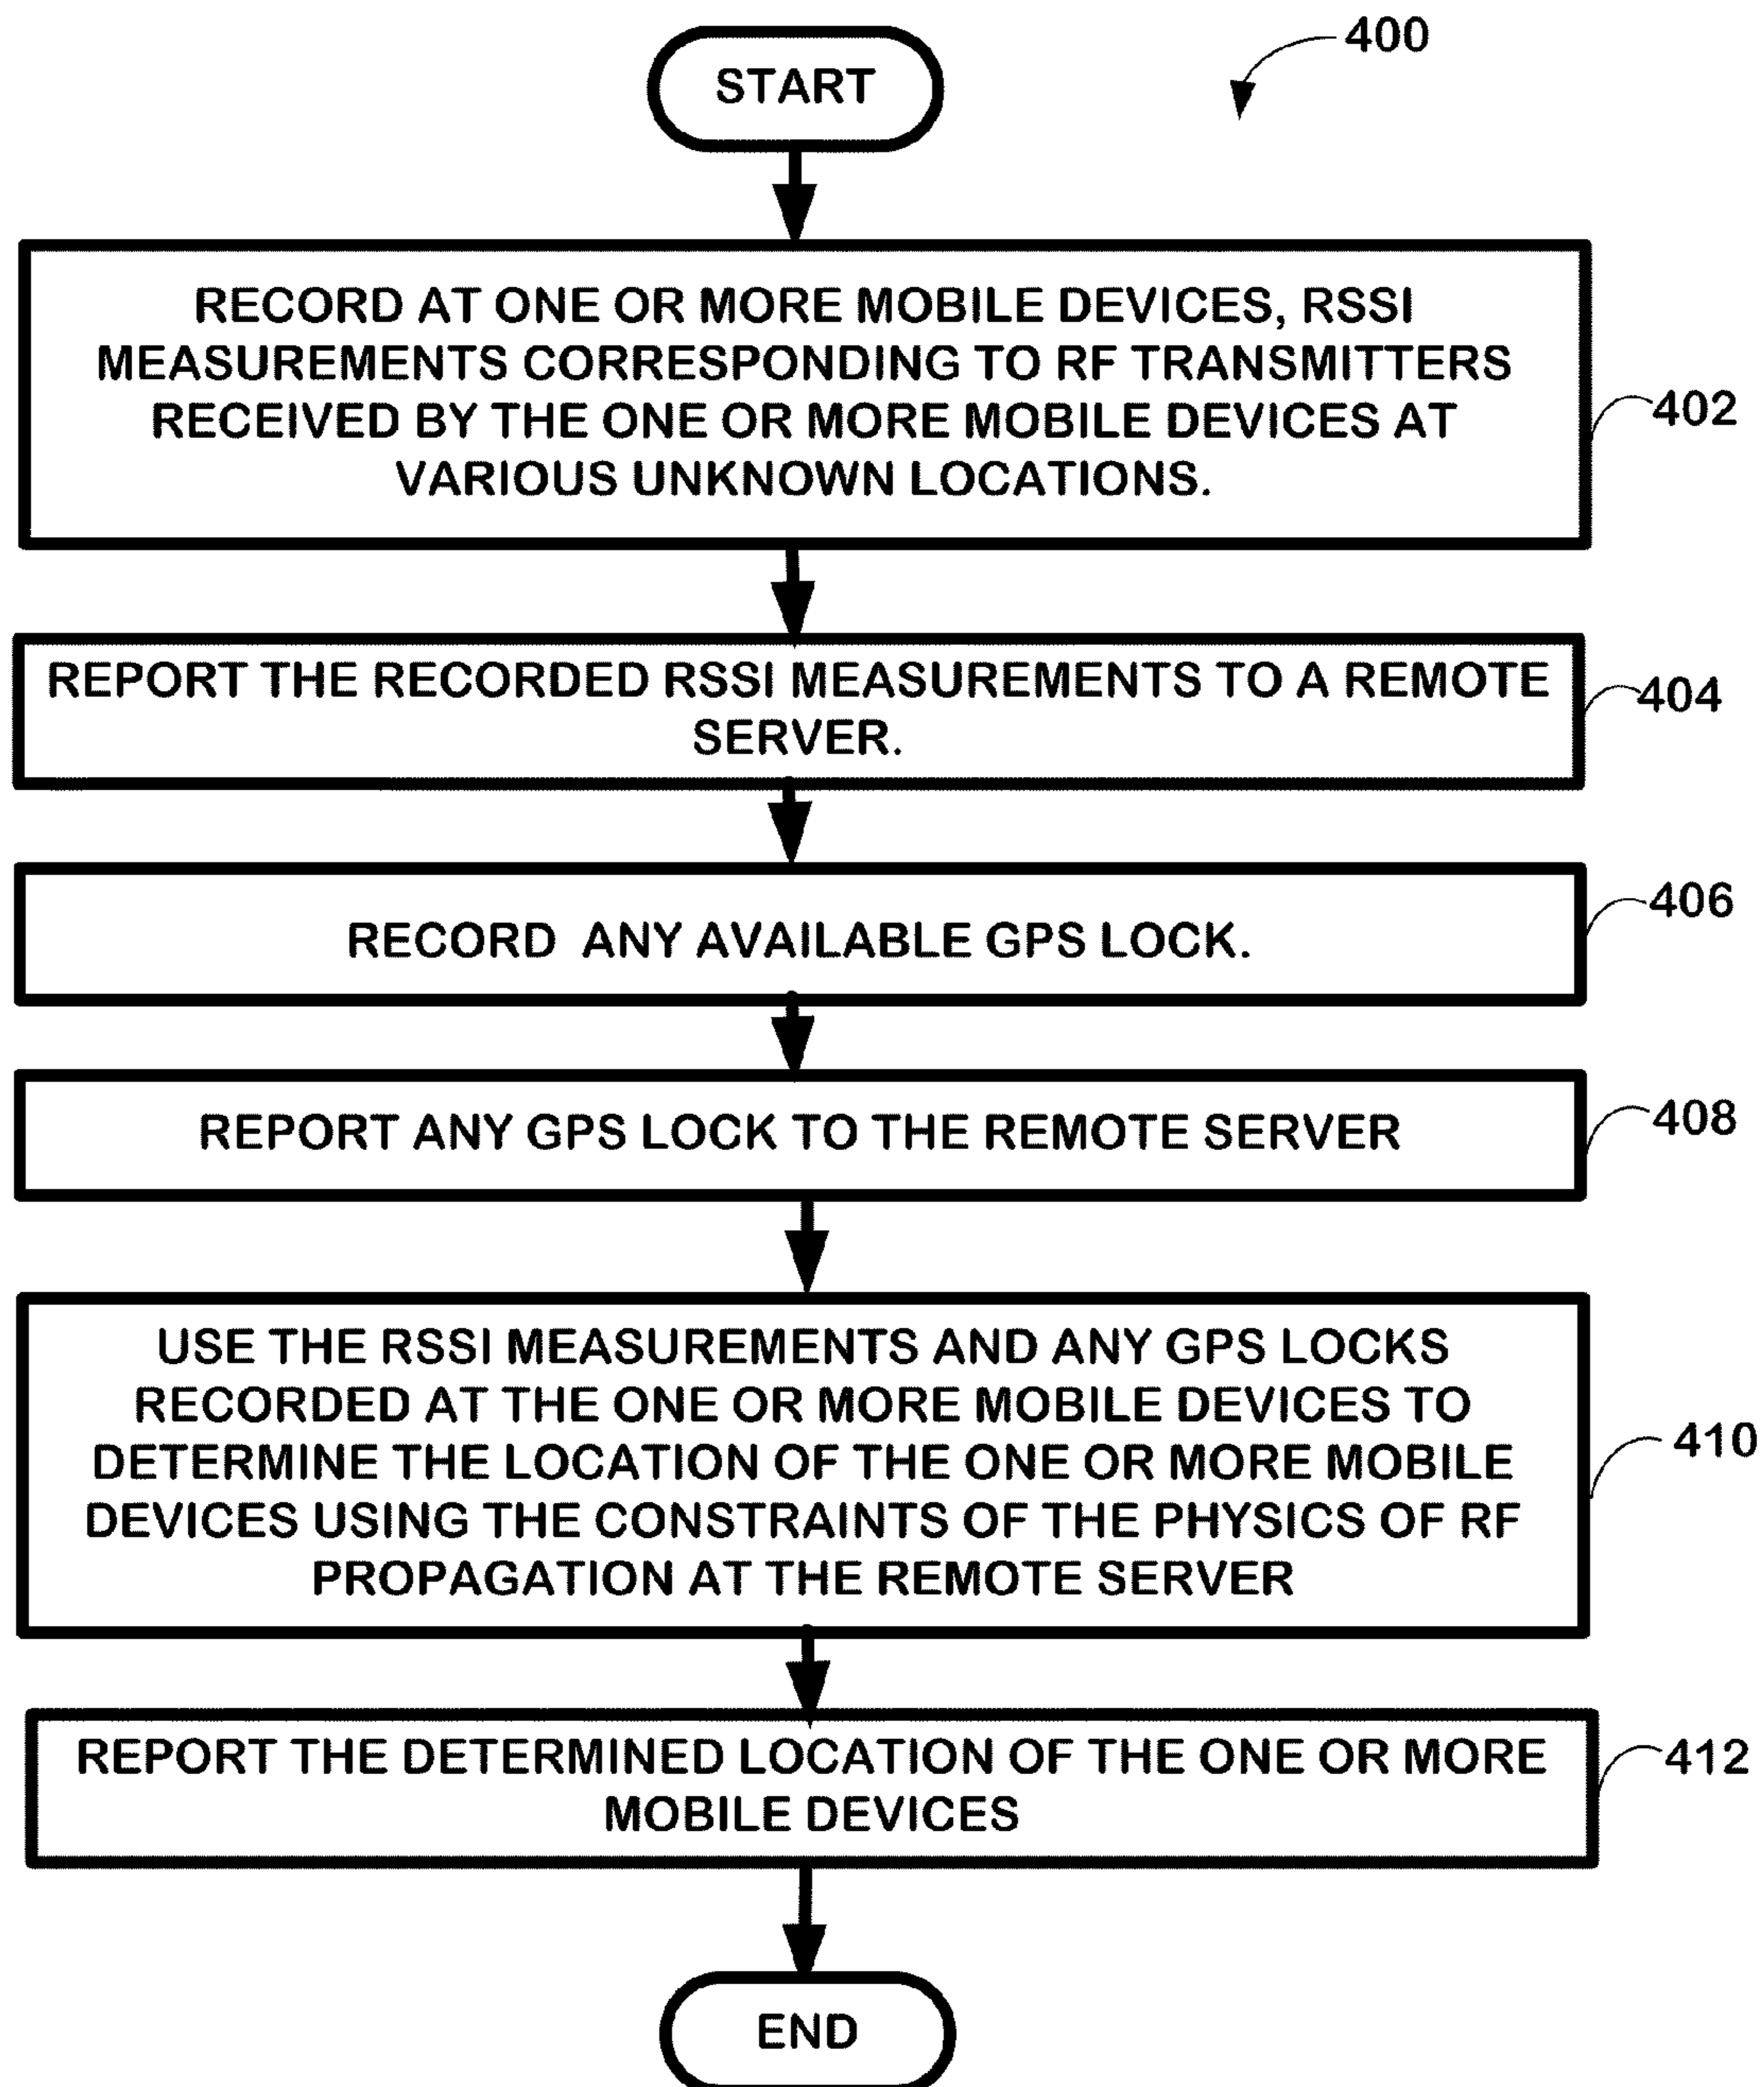 400
START
RECORD AT ONE OR MORE MOBILE DEVICES, RSSI
MEASUREMENTS CORRESPONDING TO RF TRANSMITTERS
RECEIVED BY THE ONE OR MORE MOBILE DEVICES AT
VARIOUS UNKNOWN LOCATIONS.
402
REPORT THE RECORDED RSSI MEASUREMENTS TO A REMOTE
SERVER.
404
RECORD ANY AVAILABLE GPS LOCK.
406
REPORT ANY GPS LOCK TO THE REMOTE SERVER
408
USE THE RSSI MEASUREMENTS AND ANY GPS LOCKS
RECORDED AT THE ONE OR MORE MOBILE DEVICES TO
DETERMINE THE LOCATION OF THE ONE OR MORE MOBILE
DEVICES USING THE CONSTRAINTS OF THE PHYSICS OF RF
PROPAGATION AT THE REMOTE SERVER
410
REPORT THE DETERMINED LOCATION OF THE ONE OR MORE
MOBILE DEVICES
412
END